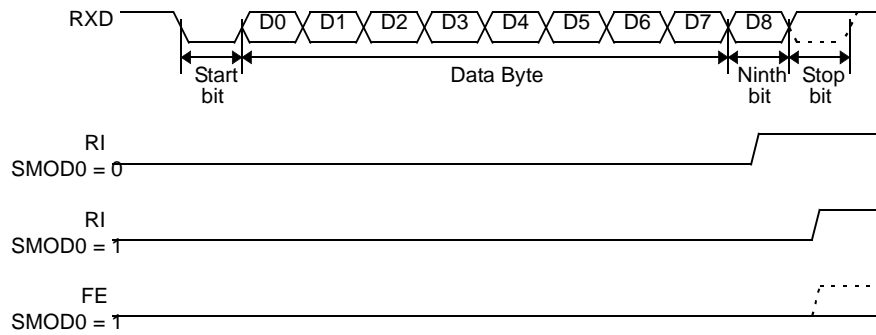 RXD D0 D1 D2 D3 D4 D5 D6 D7 D8
Start bit
Data Byte
Ninth bit
Stop bit
RI
SMOD0 = 0
RI
SMOD0 = 1
FE
SMOD0 = 1